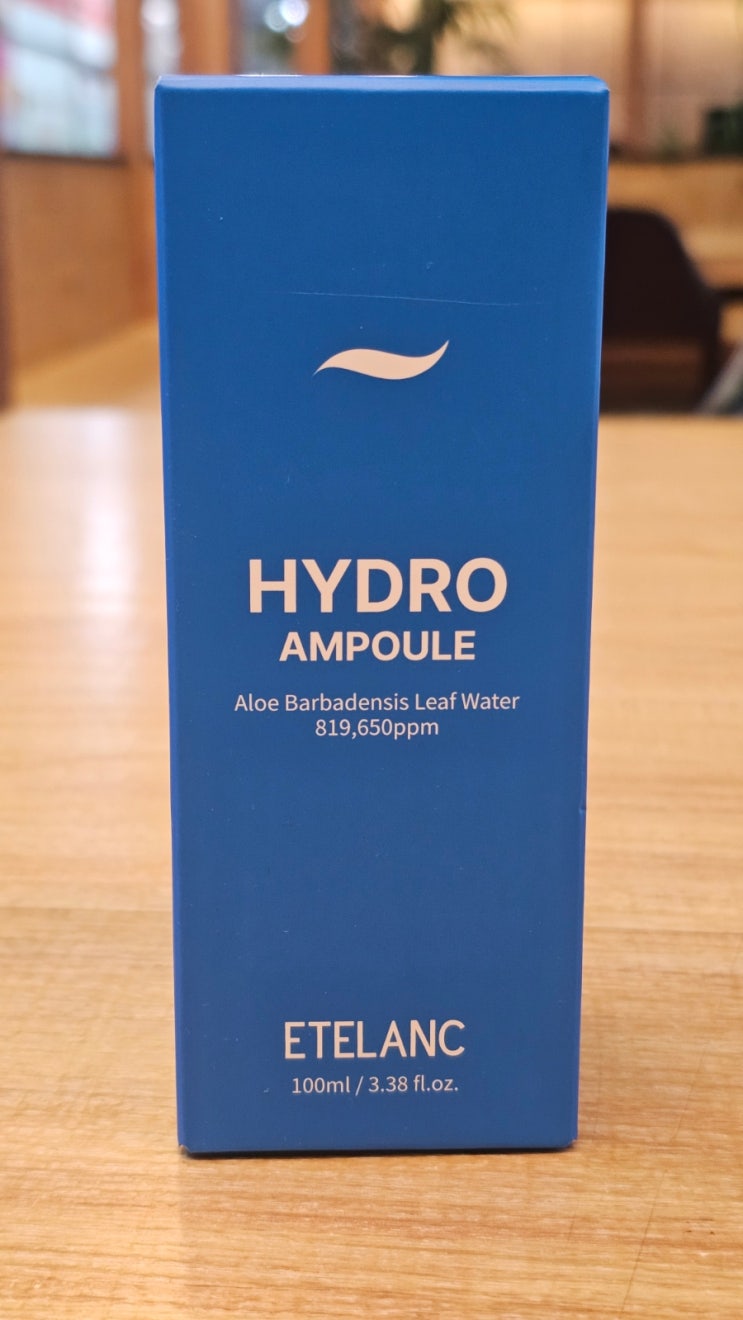 HYDRO
AMPOULE
Aloe Barbadensis Leaf Water
819,650ppm
ETELANC
100ml / 3.38 fl.oz.